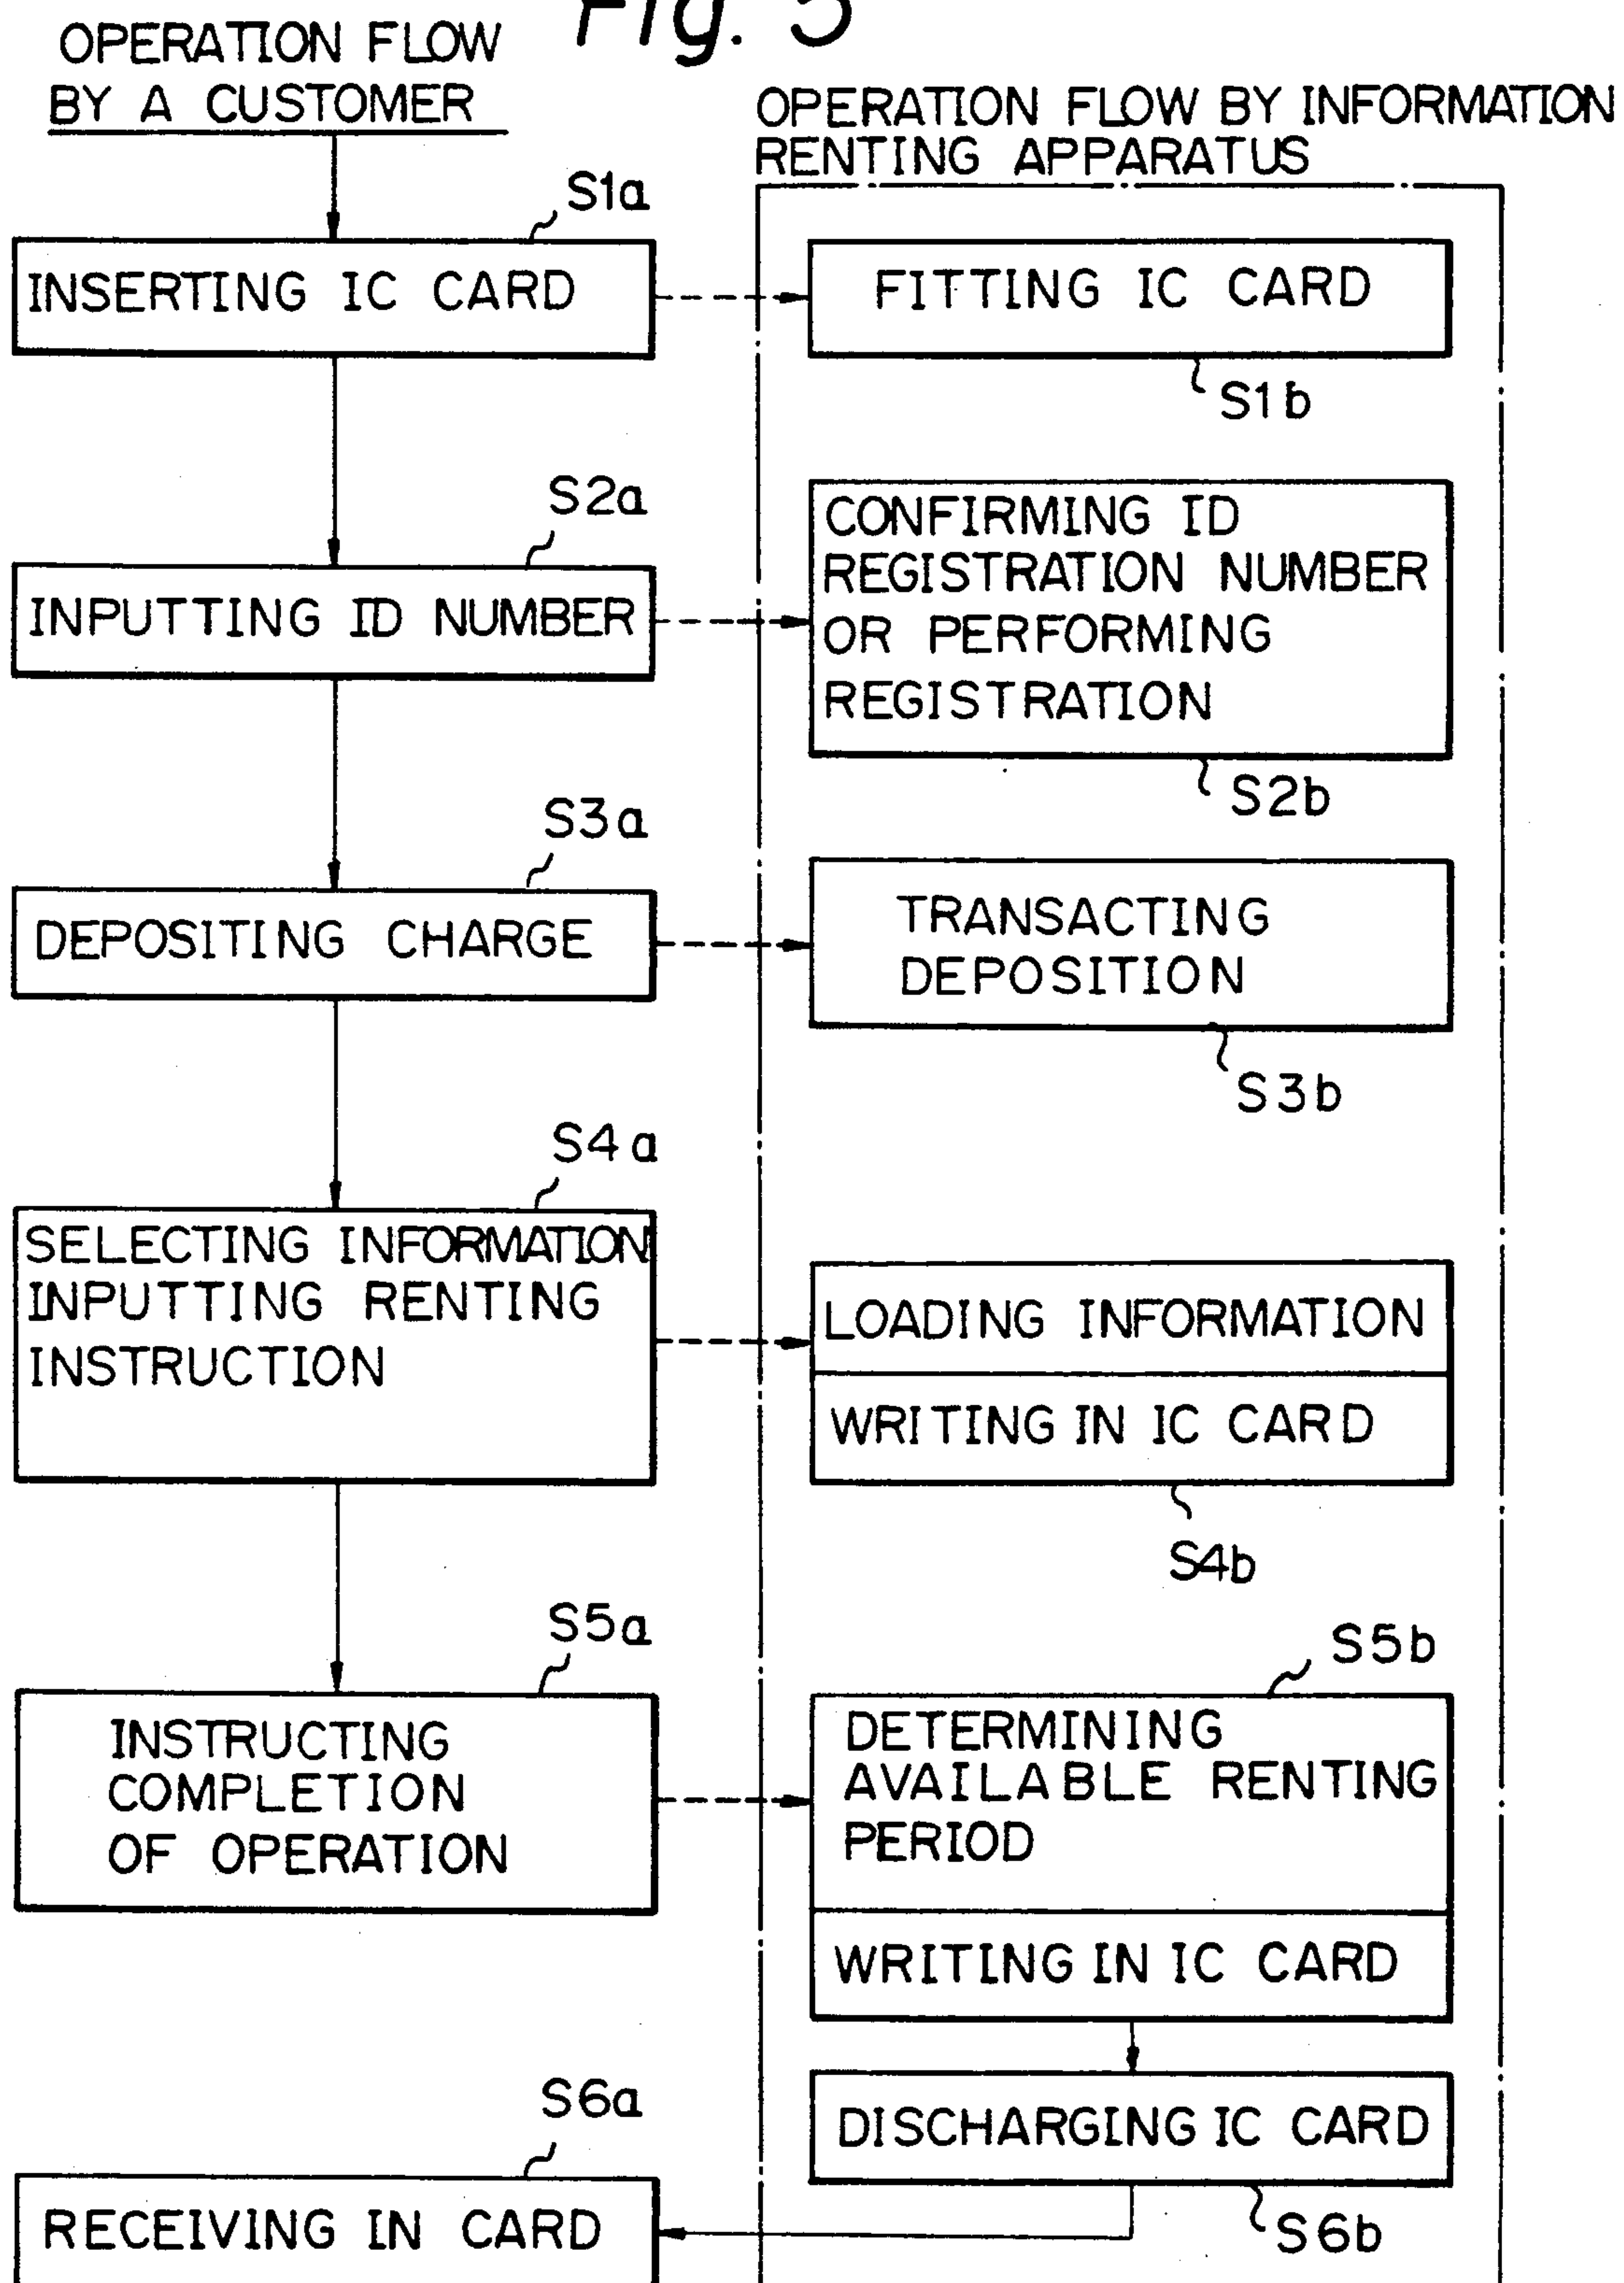 Fig. 5
OPERATION FLOW
BY A CUSTOMER
OPERATION FLOW BY INFORMATION
RENTING APPARATUS
S1a
INSERTING IC CARD
FITTING IC CARD
S1b
S2a
INPUTTING ID NUMBER
CONFIRMING ID
REGISTRATION NUMBER
OR PERFORMING
REGISTRATION
S2b
S3a
DEPOSITING CHARGE
TRANSACTING
DEPOSITION
S3b
S4a
SELECTING INFORMATION
INPUTTING RENTING
INSTRUCTION
LOADING INFORMATION
WRITING IN IC CARD
S4b
S5a
INSTRUCTING
COMPLETION
OF OPERATION
S5b
DETERMINING
AVAILABLE RENTING
PERIOD
WRITING IN IC CARD
DISCHARGING IC CARD
S6b
S6a
RECEIVING IN CARD